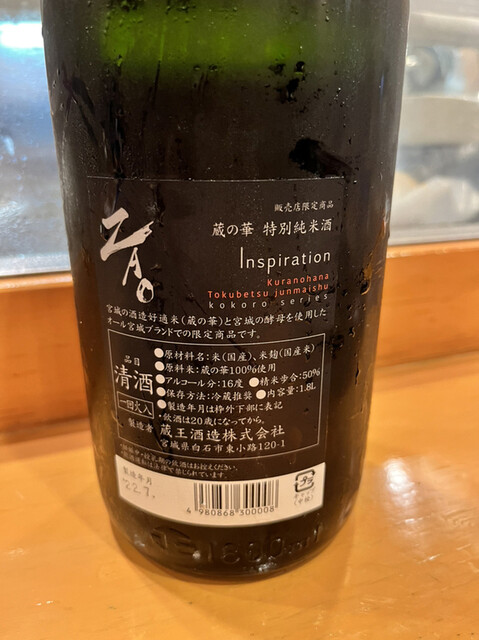 販売店限定商品
蔵の華 特別純米酒
ZAO
Inspiration
Kuranohana
Tokubetsu junmaishu
kokoro series
宮城の酒造好適米(蔵の華)と宮城の酵母を使用した
オール宮城ブランドでの限定商品です。
品目
清酒
一回火入
●原材料名:米(国産)、米麹(国産米)
●原料米:蔵の華100%使用
●アルコール分:16度 ●精米歩合:50%
●保存方法:冷蔵推奨 ●内容量:1.8L
●製造年月は枠外下部に表記
・飲酒は20歳になってから。
製造者 蔵王酒造株式会社
宮城県白石市東小路120-1
製造年月
22.7.
4 980868 300008
1800ml